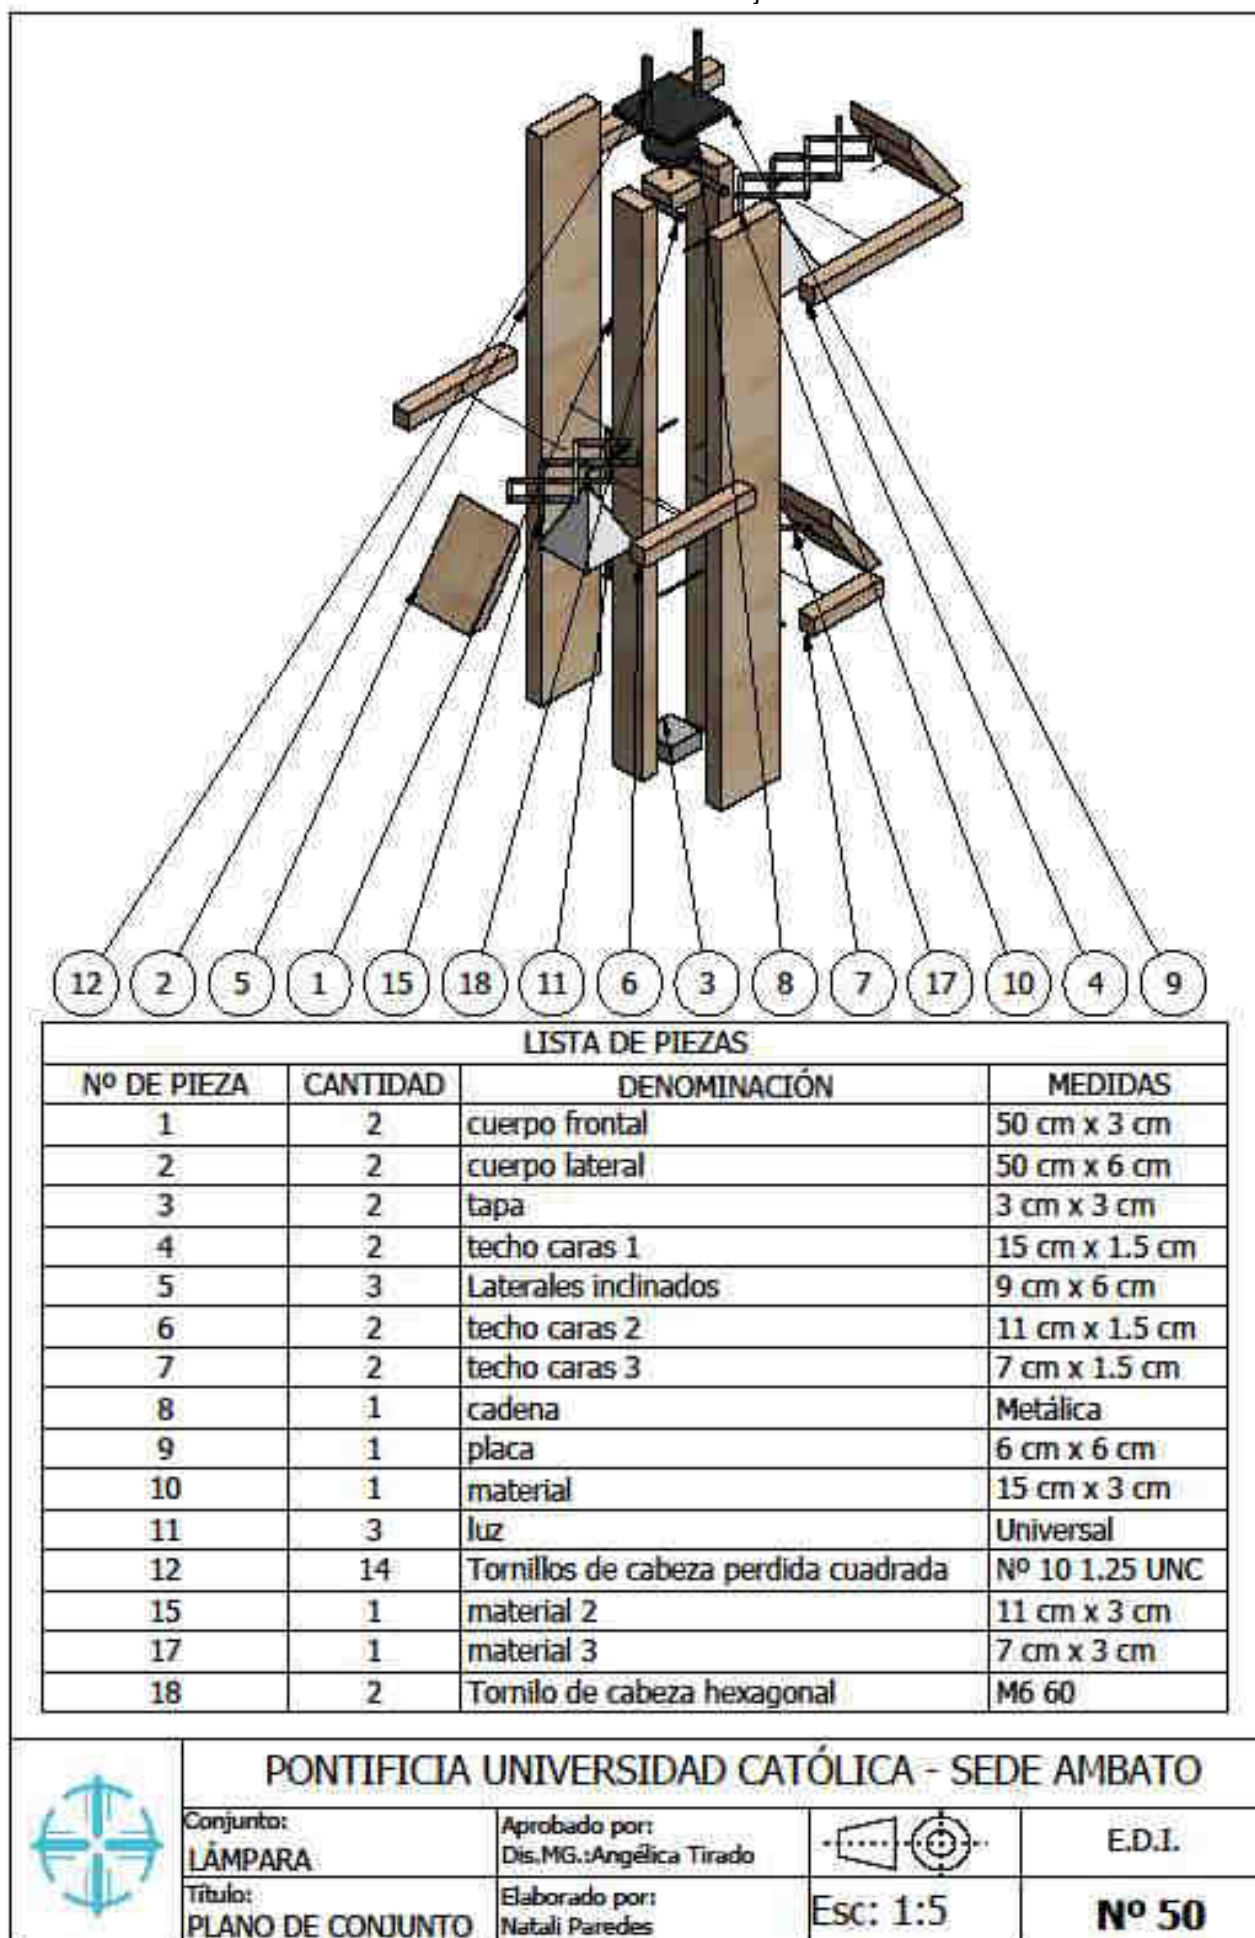 12 2 5 1 15 18 11 6 3 8 7 17 10 4 9
LISTA DE PIEZAS
Nº DE PIEZA CANTIDAD DENOMINACIÓN MEDIDAS
1 2 cuerpo frontal 50 cm x 3 cm
2 2 cuerpo lateral 50 cm x 6 cm
3 2 tapa 3 cm x 3 cm
4 2 techo caras 1 15 cm x 1.5 cm
5 3 Laterales inclinados 9 cm x 6 cm
6 2 techo caras 2 11 cm x 1.5 cm
7 2 techo caras 3 7 cm x 1.5 cm
8 1 cadena Metálica
9 1 placa 6 cm x 6 cm
10 1 material 15 cm x 3 cm
11 3 luz Universal
12 14 Tornillos de cabeza perdida cuadrada Nº 10 1.25 UNC
15 1 material 2 11 cm x 3 cm
17 1 material 3 7 cm x 3 cm
18 2 Tornilo de cabeza hexagonal M6 60
PONTIFICIA UNIVERSIDAD CATÓLICA - SEDE AMBATO
Conjunto:
LÁMPARA
Aprobado por:
Dis.MG.:Angélica Tirado
E.D.I.
Título:
PLANO DE CONJUNTO
Elaborado por:
Natali Paredes
Esc: 1:5
Nº 50